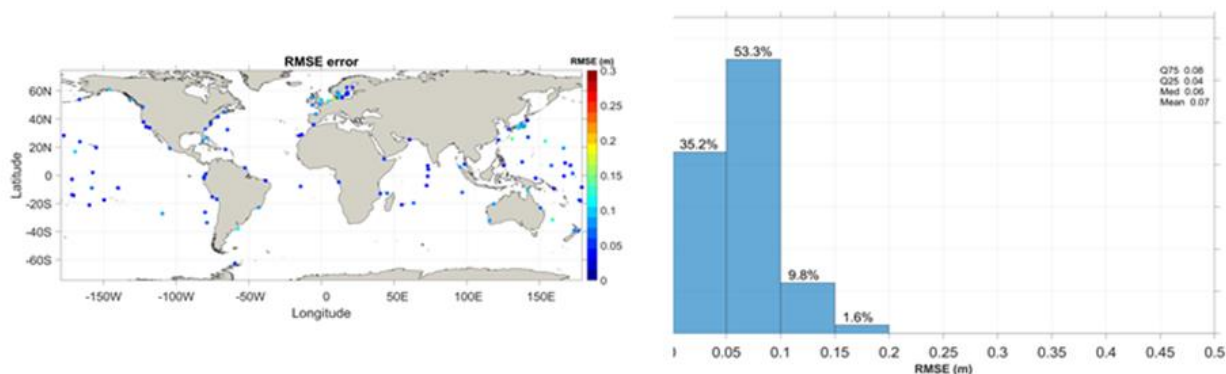 RMSE error
RMSE (m)
0.3
0.25
0.2
0.15
0.1
0.05
0
60N
40N
20N
0
-20S
-40S
-60S
Latitude
-150W
-100W
-50W
0
50E
100E
150E
Longitude
35.2%
53.3%
9.8%
1.6%
Q75 0.08
Q25 0.04
Med 0.06
Mean 0.07
0.05
0.1
0.15
0.2
0.25
0.3
0.35
0.4
0.45
0.5
RMSE (m)